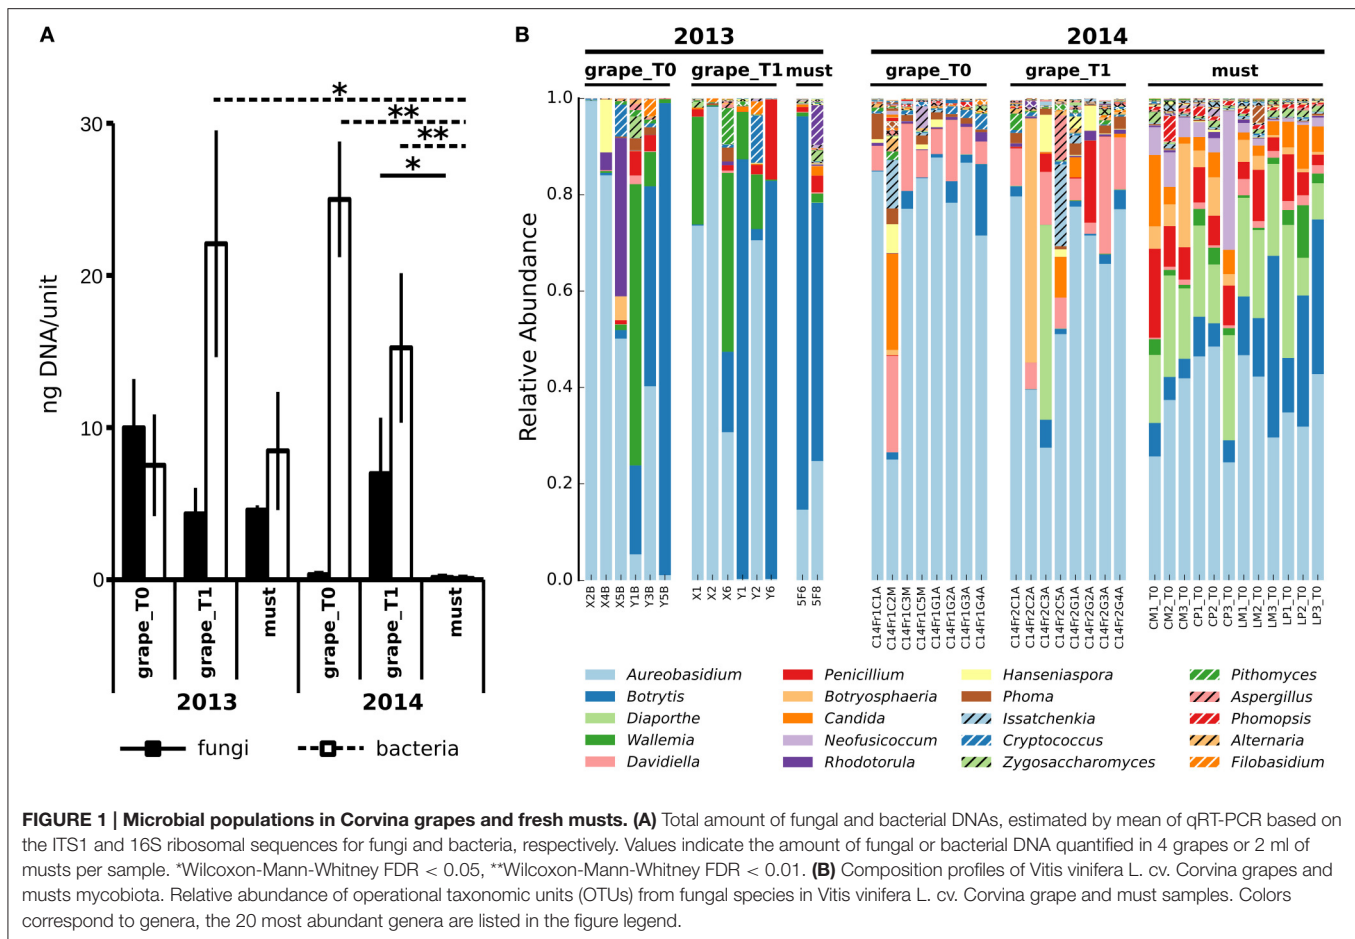 A
B
2013
2014
grape_T0
grape_T1
must
grape_T0
grape_T1
must
*
**
**
*
30
20
10
0
ng DNA/unit
grape_T0
grape_T1
must
grape_T0
grape_T1
must
2013
2014
fungi
bacteria
1.0
0.8
0.6
0.4
0.2
0.0
Relative Abundance
X2B
X4B
X5B
Y1B
Y3B
Y5B
X1
X2
X6
Y1
Y2
Y6
5F6
5F8
C14Fr1C1A
C14Fr1C2M
C14Fr1C3M
C14Fr1C5M
C14Fr1G1A
C14Fr1G2A
C14Fr1G3A
C14Fr1G4A
C14Fr2C1A
C14Fr2C2A
C14Fr2C3A
C14Fr2C5A
C14Fr2G1A
C14Fr2G2A
C14Fr2G3A
C14Fr2G4A
CM1_T0
CM2_T0
CM3_T0
CP1_T0
CP2_T0
CP3_T0
LM1_T0
LM2_T0
LM3_T0
LP1_T0
LP2_T0
LP3_T0
Aureobasidium
Botrytis
Diaporthe
Wallemia
Davidiella
Penicillium
Botryosphaeria
Candida
Neofusicoccum
Rhodotorula
Hanseniaspora
Phoma
Issatchenkia
Cryptococcus
Zygosaccharomyces
Pithomyces
Aspergillus
Phomopsis
Alternaria
Filobasidium
FIGURE 1 | Microbial populations in Corvina grapes and fresh musts. (A) Total amount of fungal and bacterial DNAs, estimated by mean of qRT-PCR based on
the ITS1 and 16S ribosomal sequences for fungi and bacteria, respectively. Values indicate the amount of fungal or bacterial DNA quantified in 4 grapes or 2 ml of
musts per sample. *Wilcoxon-Mann-Whitney FDR < 0.05, **Wilcoxon-Mann-Whitney FDR < 0.01. (B) Composition profiles of Vitis vinifera L. cv. Corvina grapes and
musts mycobiota. Relative abundance of operational taxonomic units (OTUs) from fungal species in Vitis vinifera L. cv. Corvina grape and must samples. Colors
correspond to genera, the 20 most abundant genera are listed in the figure legend.